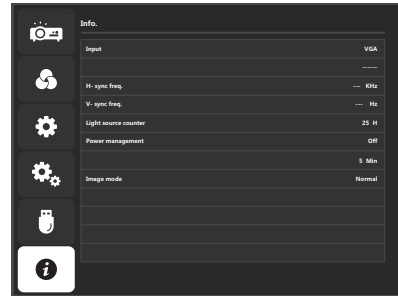 Info.
Input VGA
------
H- sync freq. --- KHz
V- sync freq. --- Hz
Light source counter 25 H
Power management Off
5 Min
Image mode Normal
i